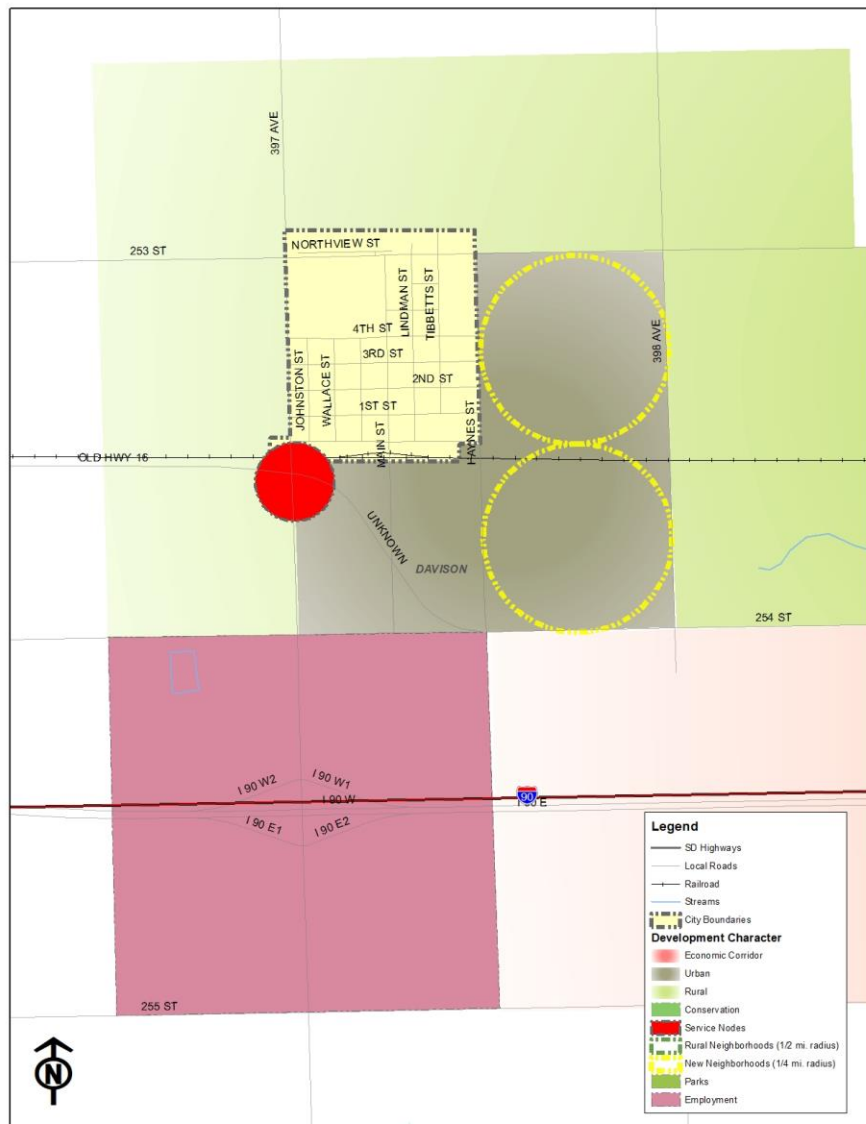 397 AVE
253 ST
NORTHVIEW ST
LINDMAN ST
TIBBETTS ST
398 AVE
4TH ST
3RD ST
JOHNSTON ST
WALLACE ST
2ND ST
1ST ST
MAIN ST
HAYNES ST
OLD HWY 16
UNKNOWN
DAVISON
254 ST
I 90 W2
I 90 W1
I 90 W
90
I 90 E
I 90 E1
I 90 E2
255 ST
N
Legend
SD Highways
Local Roads
Railroad
Streams
City Boundaries
Development Character
Economic Corridor
Urban
Rural
Conservation
Service Nodes
Rural Neighborhoods (1/2 mi. radius)
New Neighborhoods (1/4 mi. radius)
Parks
Employment